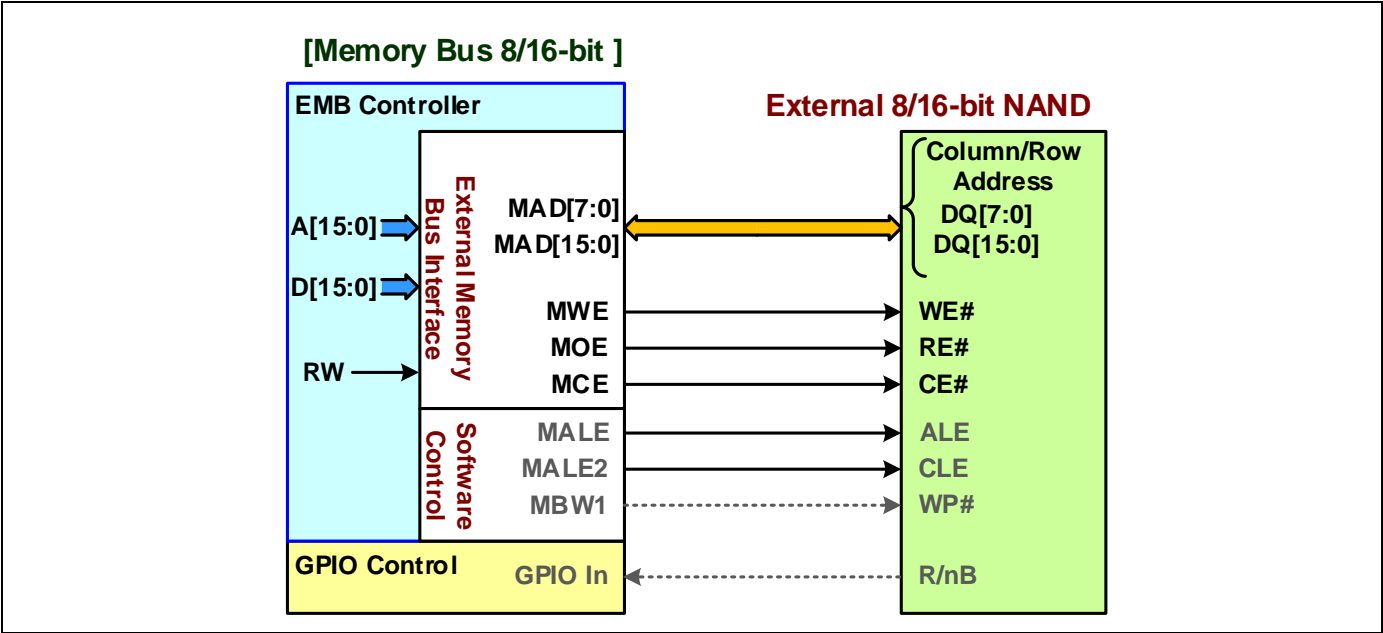 [Memory Bus 8/16-bit ]
EMB Controller
External 8/16-bit NAND
A[15:0]
D[15:0]
RW
External Memory
Bus Interface
MAD[7:0]
MAD[15:0]
MWE
MOE
MCE
Software
Control
MALE
MALE2
MBW1
GPIO Control
GPIO In
Column/Row
Address
DQ[7:0]
DQ[15:0]
WE#
RE#
CE#
ALE
CLE
WP#
R/nB